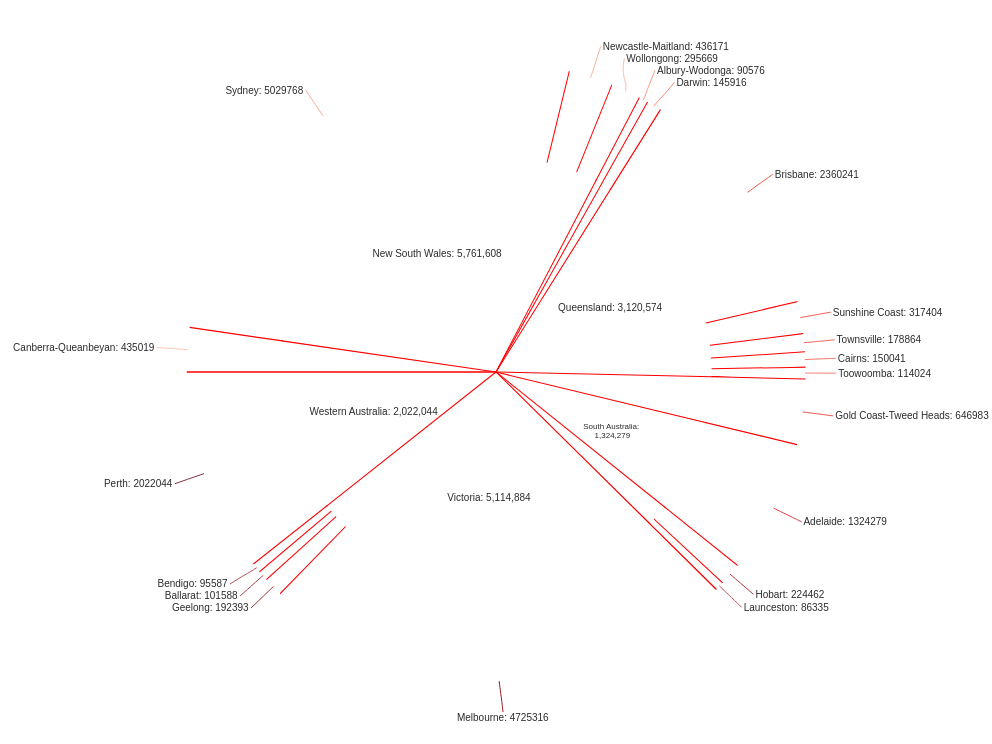 Newcastle-Maitland: 436171
Wollongong: 295669
Albury-Wodonga: 90576
Darwin: 145916
Sydney: 5029768
Brisbane: 2360241
New South Wales: 5,761,608
Queensland: 3,120,574
Sunshine Coast: 317404
Townsville: 178864
Canberra-Queanbeyan: 435019
Cairns: 150041
Toowoomba: 114024
Western Australia: 2,022,044
Gold Coast-Tweed Heads: 646983
South Australia:
1,324,279
Perth: 2022044
Victoria: 5,114,884
Adelaide: 1324279
Bendigo: 95587
Ballarat: 101588
Geelong: 192393
Hobart: 224462
Launceston: 86335
Melbourne: 4725316